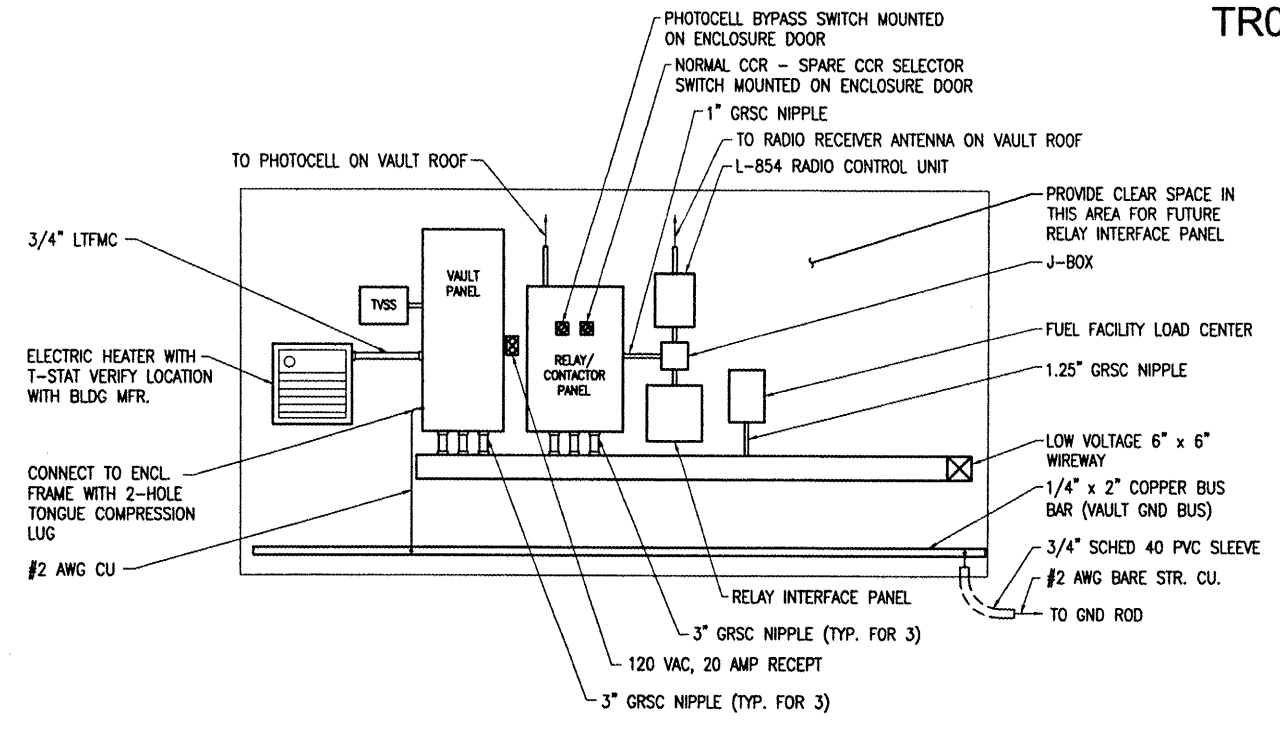 TR0
PHOTOCELL BYPASS SWITCH MOUNTED
ON ENCLOSURE DOOR
NORMAL CCR – SPARE CCR SELECTOR
SWITCH MOUNTED ON ENCLOSURE DOOR
1" GRSC NIPPLE
TO RADIO RECEIVER ANTENNA ON VAULT ROOF
L-854 RADIO CONTROL UNIT
TO PHOTOCELL ON VAULT ROOF
PROVIDE CLEAR SPACE IN
THIS AREA FOR FUTURE
RELAY INTERFACE PANEL
3/4" LTFMC
J-BOX
VAULT
PANEL
TVSS
FUEL FACILITY LOAD CENTER
RELAY/
CONTACTOR
PANEL
ELECTRIC HEATER WITH
T-STAT VERIFY LOCATION
WITH BLDG MFR.
1.25" GRSC NIPPLE
LOW VOLTAGE 6" x 6"
WIREWAY
CONNECT TO ENCL.
FRAME WITH 2-HOLE
TONGUE COMPRESSION
LUG
1/4" x 2" COPPER BUS
BAR (VAULT GND BUS)
3/4" SCHED 40 PVC SLEEVE
#2 AWG CU
#2 AWG BARE STR. CU.
RELAY INTERFACE PANEL
TO GND ROD
3" GRSC NIPPLE (TYP. FOR 3)
120 VAC, 20 AMP RECEPT
3" GRSC NIPPLE (TYP. FOR 3)